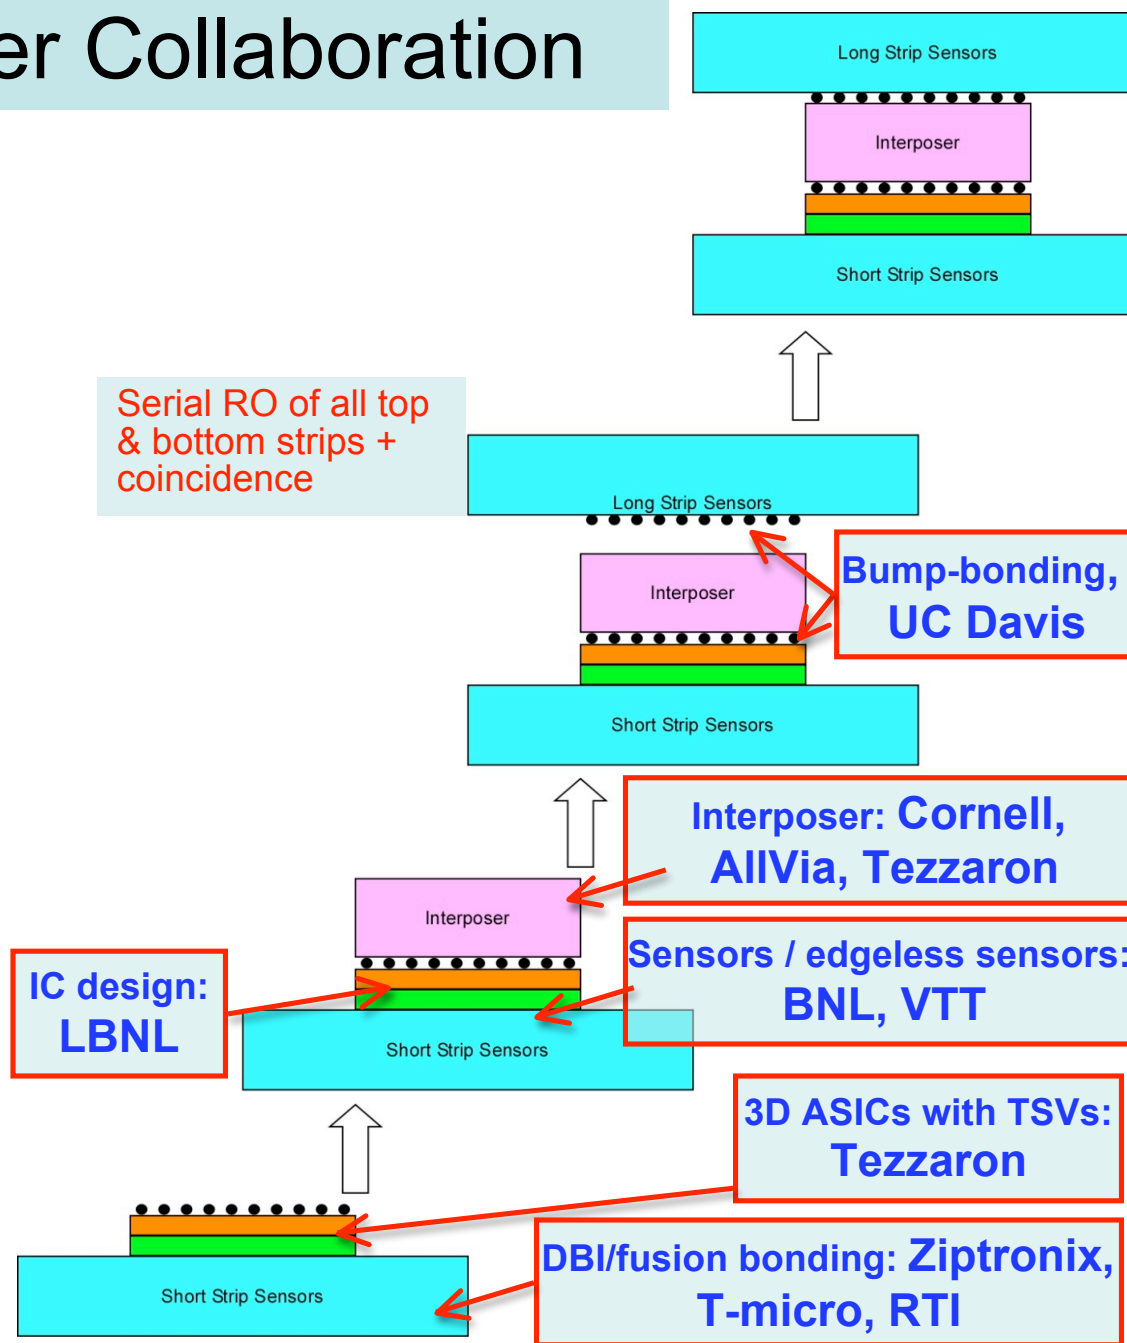 er Collaboration
Long Strip Sensors
Interposer
Short Strip Sensors
Serial RO of all top
& bottom strips +
coincidence
Long Strip Sensors
Interposer
Bump-bonding,
UC Davis
Short Strip Sensors
Interposer: Cornell,
AllVia, Tezzaron
Interposer
Sensors / edgeless sensors:
BNL, VTT
IC design:
LBNL
Short Strip Sensors
3D ASICs with TSVs:
Tezzaron
DBI/fusion bonding: Ziptronix,
T-micro, RTI
Short Strip Sensors